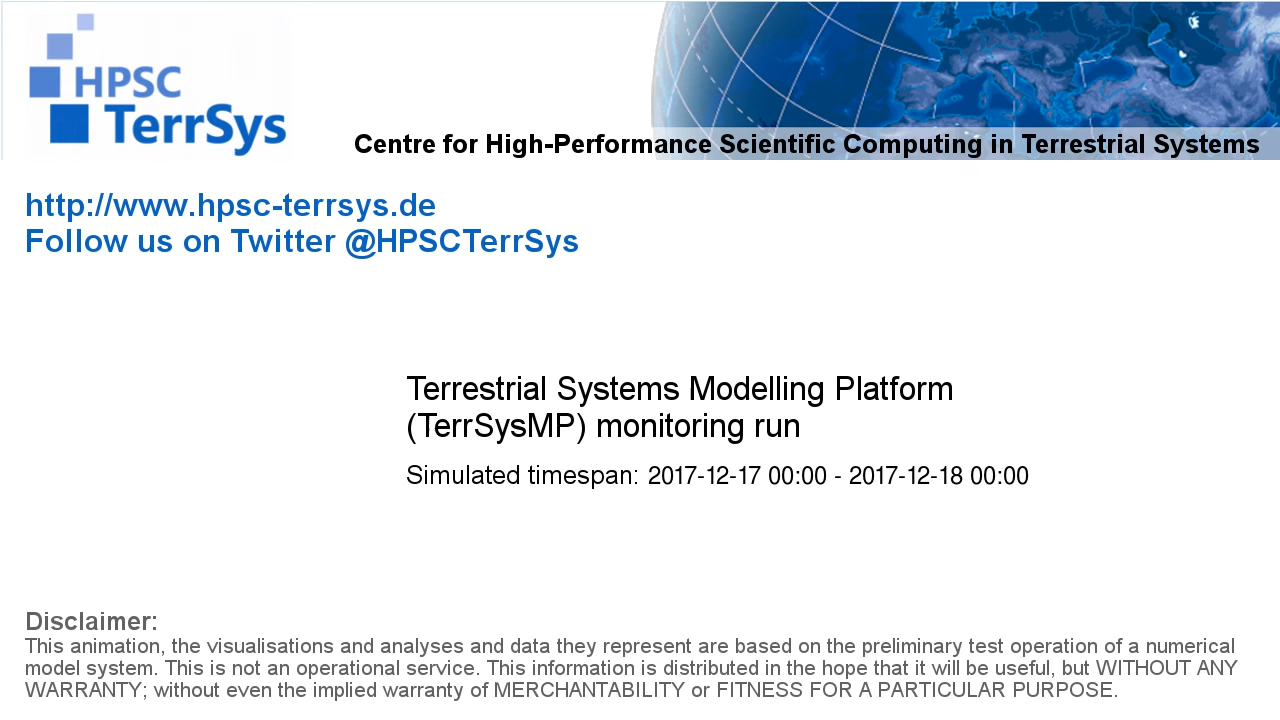 HPSC
TerrSys
Centre for High-Performance Scientific Computing in Terrestrial Systems
http://www.hpsc-terrsys.de
Follow us on Twitter @HPSCTerrSys
Terrestrial Systems Modelling Platform
(TerrSysMP) monitoring run
Simulated timespan: 2017-12-17 00:00 - 2017-12-18 00:00
Disclaimer:
This animation, the visualisations and analyses and data they represent are based on the preliminary test operation of a numerical
model system. This is not an operational service. This information is distributed in the hope that it will be useful, but WITHOUT ANY
WARRANTY; without even the implied warranty of MERCHANTABILITY or FITNESS FOR A PARTICULAR PURPOSE.